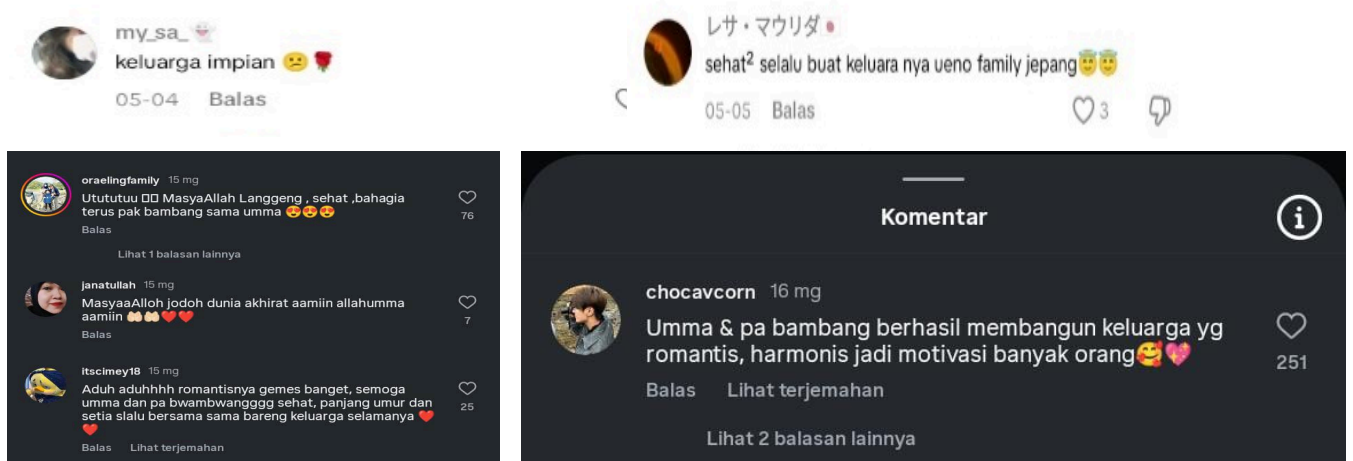 my_sa_👻
keluarga impian 😕🌹
05-04 Balas
レサ・マウリダ🇯🇵
sehat² selalu buat keluara nya ueno family jepang😇😇
05-05 Balas
3
oraelingfamily 15 mg
Utututuu □□ MasyaAllah Langgeng , sehat ,bahagia
terus pak bambang sama umma 😍😍😍
76
Balas
Lihat 1 balasan lainnya
janatullah 15 mg
MasyaaAlloh jodoh dunia akhirat aamiin allahumma
aamiin 🤲🏻🤲🏻❤️❤️
7
Balas
itscimey18 15 mg
Aduh aduhhhh romantisnya gemes banget, semoga
umma dan pa bwambwangggg sehat, panjang umur dan
setia slalu bersama sama bareng keluarga selamanya ❤️
❤️
25
Balas Lihat terjemahan
Komentar
chocavcorn 16 mg
Umma & pa bambang berhasil membangun keluarga yg
romantis, harmonis jadi motivasi banyak orang🥰💖
251
Balas Lihat terjemahan
Lihat 2 balasan lainnya